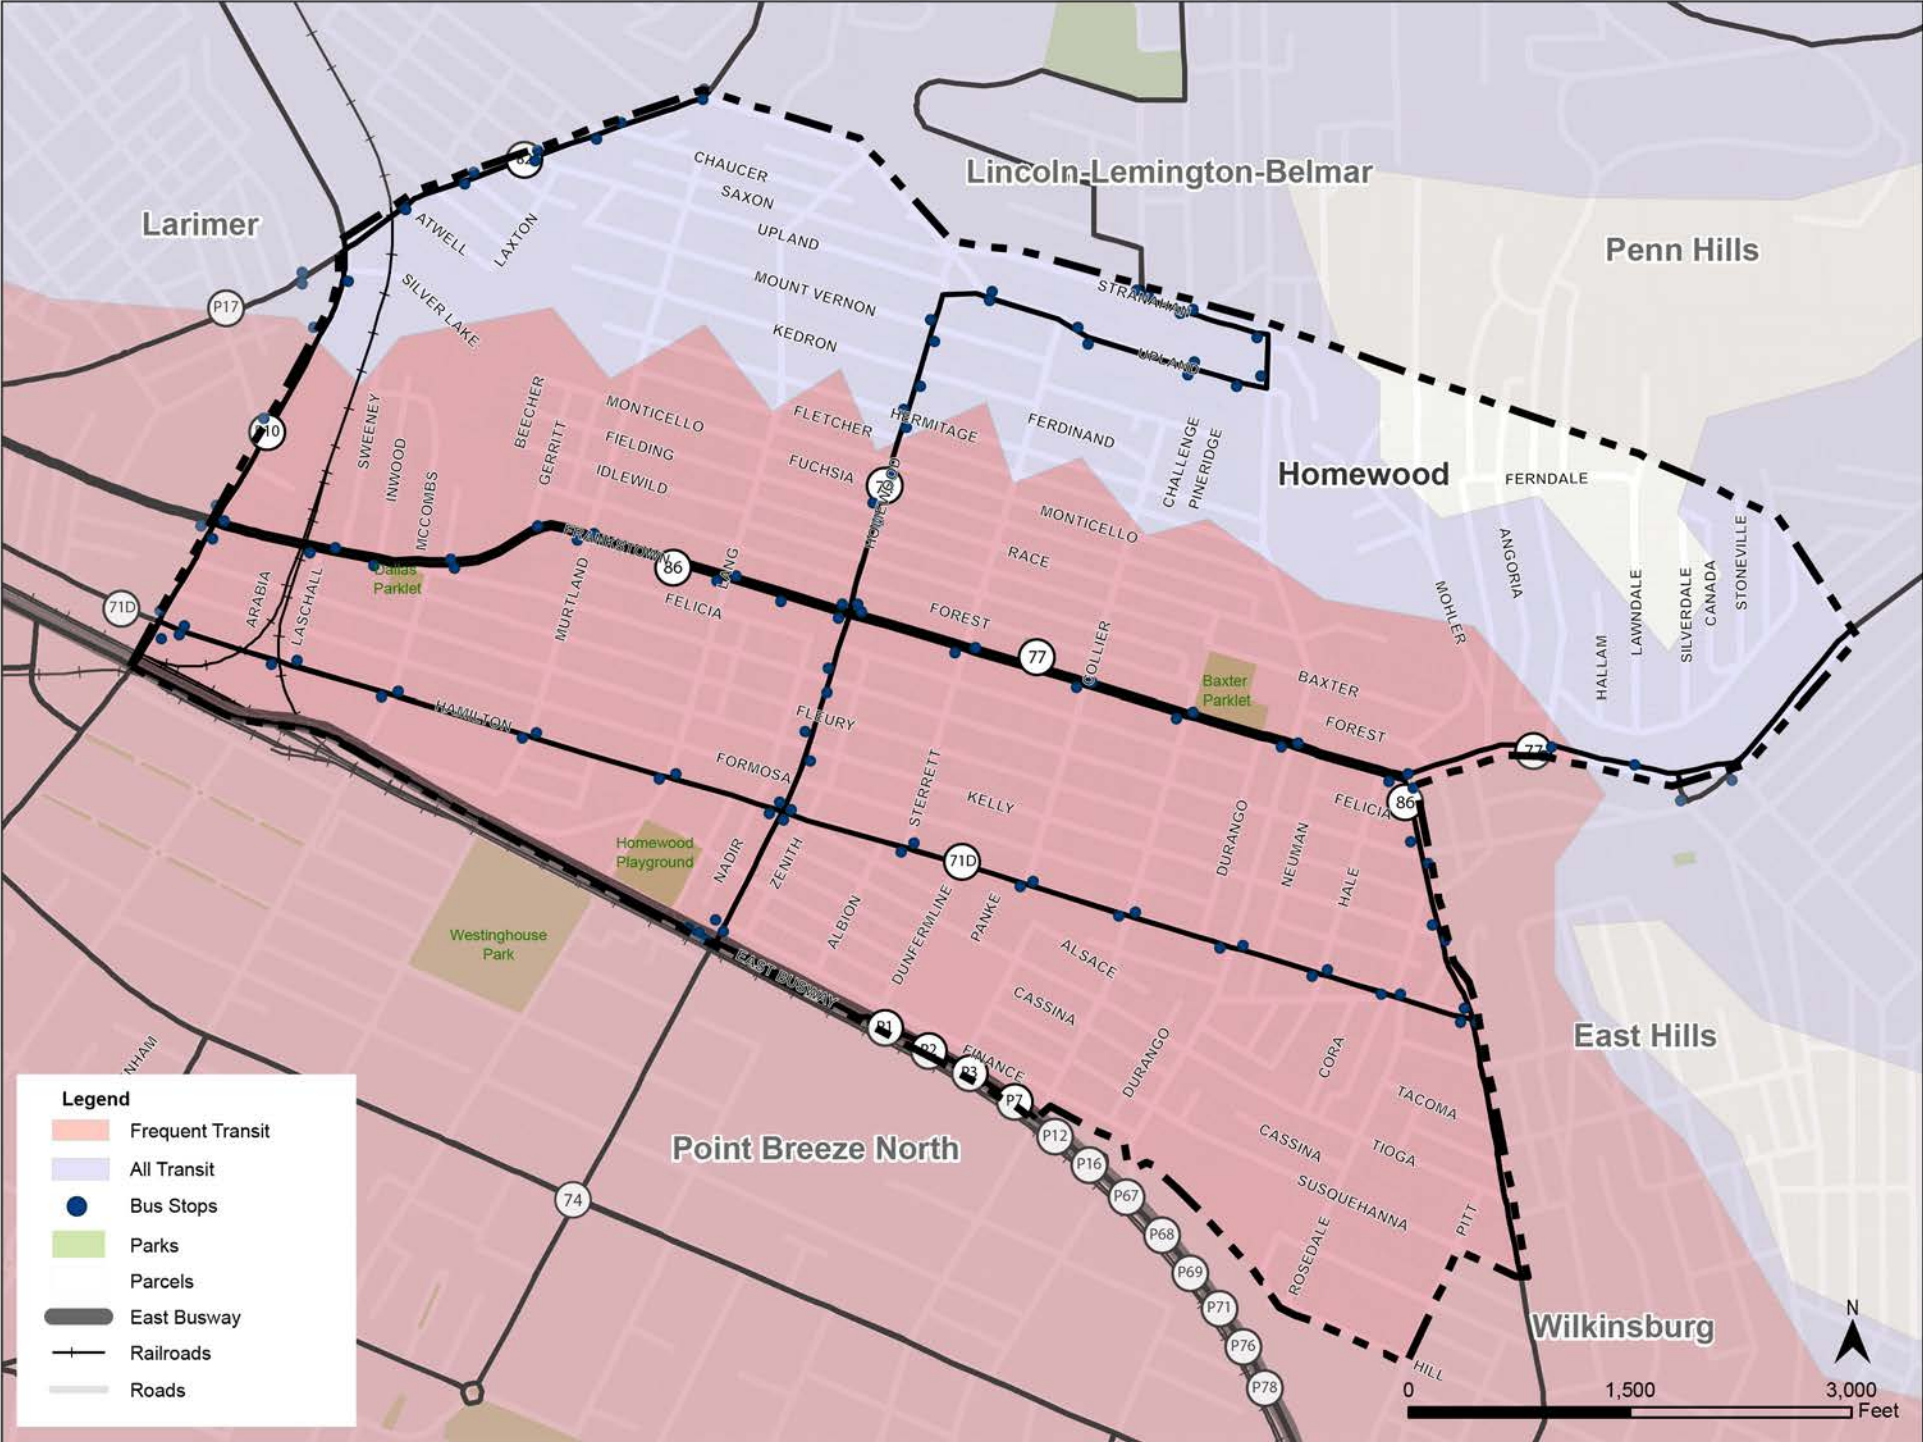 Lincoln-Lemington-Belmar
Larimer
Penn Hills
Homewood
East Hills
Point Breeze North
Wilkinsburg
CHAUCER
SAXON
UPLAND
ATWELL
LAXTON
SILVER LAKE
MOUNT VERNON
KEDRON
STRANAHAN
UPLAND
P17
82
P10
SWEENEY
INWOOD
MCCOMBS
BEECHER
GERRITT
MONTICELLO
FIELDING
IDLEWILD
FLETCHER
FUCHSIA
HERMITAGE
FERDINAND
CHALLENGE
PINERIDGE
FERNDALE
MONTICELLO
RACE
HOMEWOOD
FRANKSTOWN
86
LANG
FELICIA
MURTLAND
Dallas
Parklet
ARABIA
LASCHALL
71D
FOREST
77
COLLIER
Baxter
Parklet
BAXTER
FOREST
MOHLER
ANGORIA
HALLAM
LAWNDALE
SILVERDALE
CANADA
STONEVILLE
77
86
FELICIA
HAMILTON
FLEURY
FORMOSA
STERRETT
KELLY
DURANGO
NEUMAN
HALE
Homewood
Playground
NADIR
ZENITH
71D
ALBION
DUNFERMLINE
PANKE
ALSACE
CASSINA
Westinghouse
Park
EAST BUSWAY
P1
P2
P3
P7
FINANCE
DURANGO
CORA
TACOMA
TIOGA
CASSINA
SUSQUEHANNA
PITT
ROSEDALE
HILL
P12
P16
P67
P68
P69
P71
P76
P78
74
Legend
Frequent Transit
All Transit
Bus Stops
Parks
Parcels
East Busway
Railroads
Roads
N
0 1,500 3,000
Feet